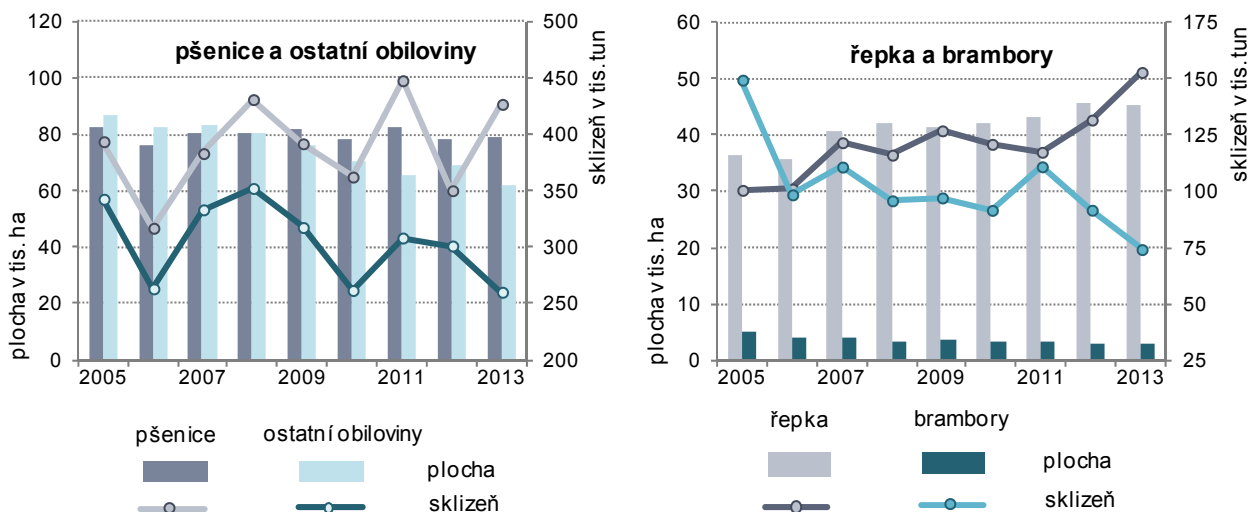 pšenice a ostatní obiloviny
plocha v tis. ha
120
100
80
60
40
20
0
500
450
400
350
300
250
200
sklizeň v tis. tun
2005
2007
2009
2011
2013
pšenice
ostatní obiloviny
plocha
sklizeň
řepka a brambory
plocha v tis. ha
60
50
40
30
20
10
0
175
150
125
100
75
50
25
sklizeň v tis. tun
2005
2007
2009
2011
2013
řepka
brambory
plocha
sklizeň